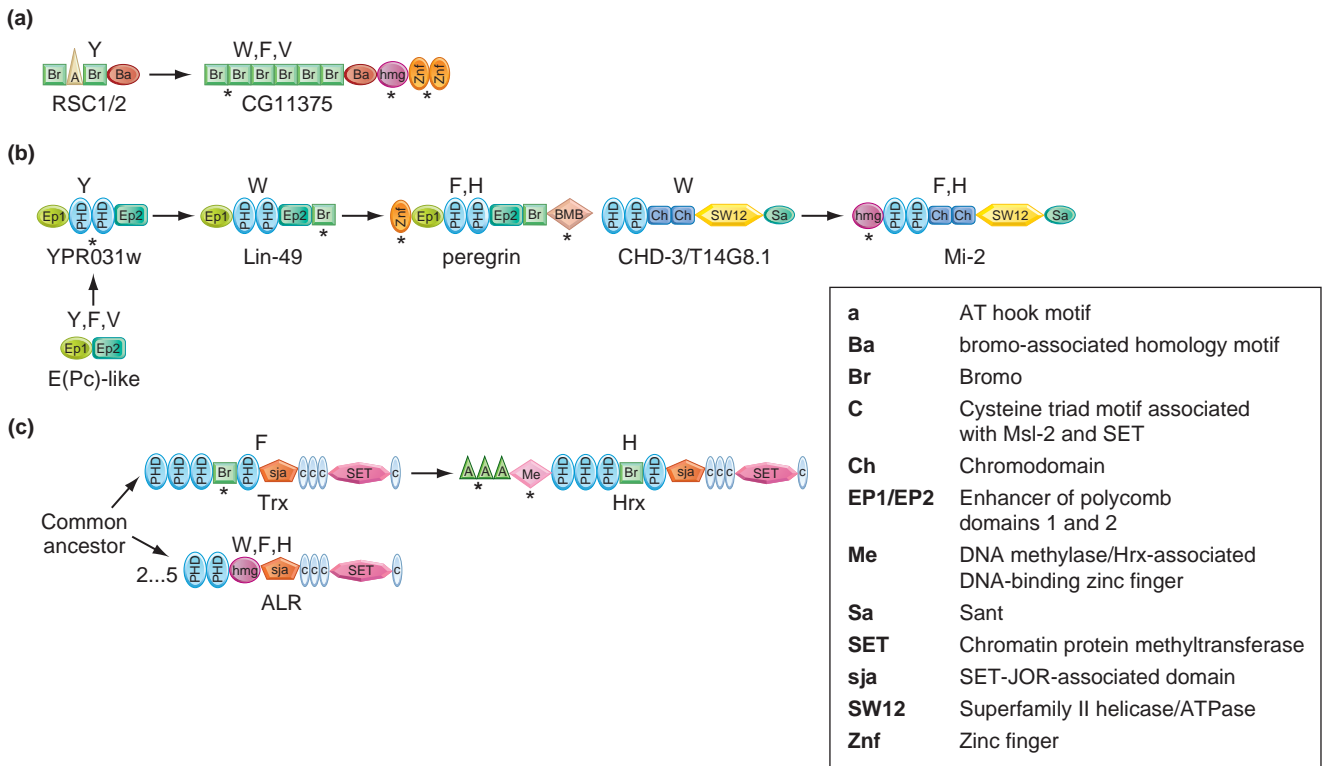 (a)
Y
W,F,V
Br A Br Ba
Br Br Br Br Br Br Ba hmg Znf Znf
* * *
RSC1/2
CG11375
(b)
Y
W
F,H
W
F,H
Ep1 PHD PHD Ep2
Ep1 PHD PHD Ep2 Br
Znf Ep1 PHD PHD Ep2 Br BMB
PHD PHD Ch Ch SW12 Sa
hmg PHD PHD Ch Ch SW12 Sa
* * * * *
YPR031w
Lin-49
peregrin
CHD-3/T14G8.1
Mi-2
Y,F,V
Ep1 Ep2
E(Pc)-like
(c)
F
H
PHD PHD PHD Br PHD sja c c c SET c
A A A Me PHD PHD PHD Br PHD sja c c c SET c
* * *
Trx
Hrx
Common
ancestor
W,F,H
2...5 PHD PHD hmg sja c c c SET c
ALR
a AT hook motif
Ba bromo-associated homology motif
Br Bromo
C Cysteine triad motif associated
with Msl-2 and SET
Ch Chromodomain
EP1/EP2 Enhancer of polycomb
domains 1 and 2
Me DNA methylase/Hrx-associated
DNA-binding zinc finger
Sa Sant
SET Chromatin protein methyltransferase
sja SET-JOR-associated domain
SW12 Superfamily II helicase/ATPase
Znf Zinc finger